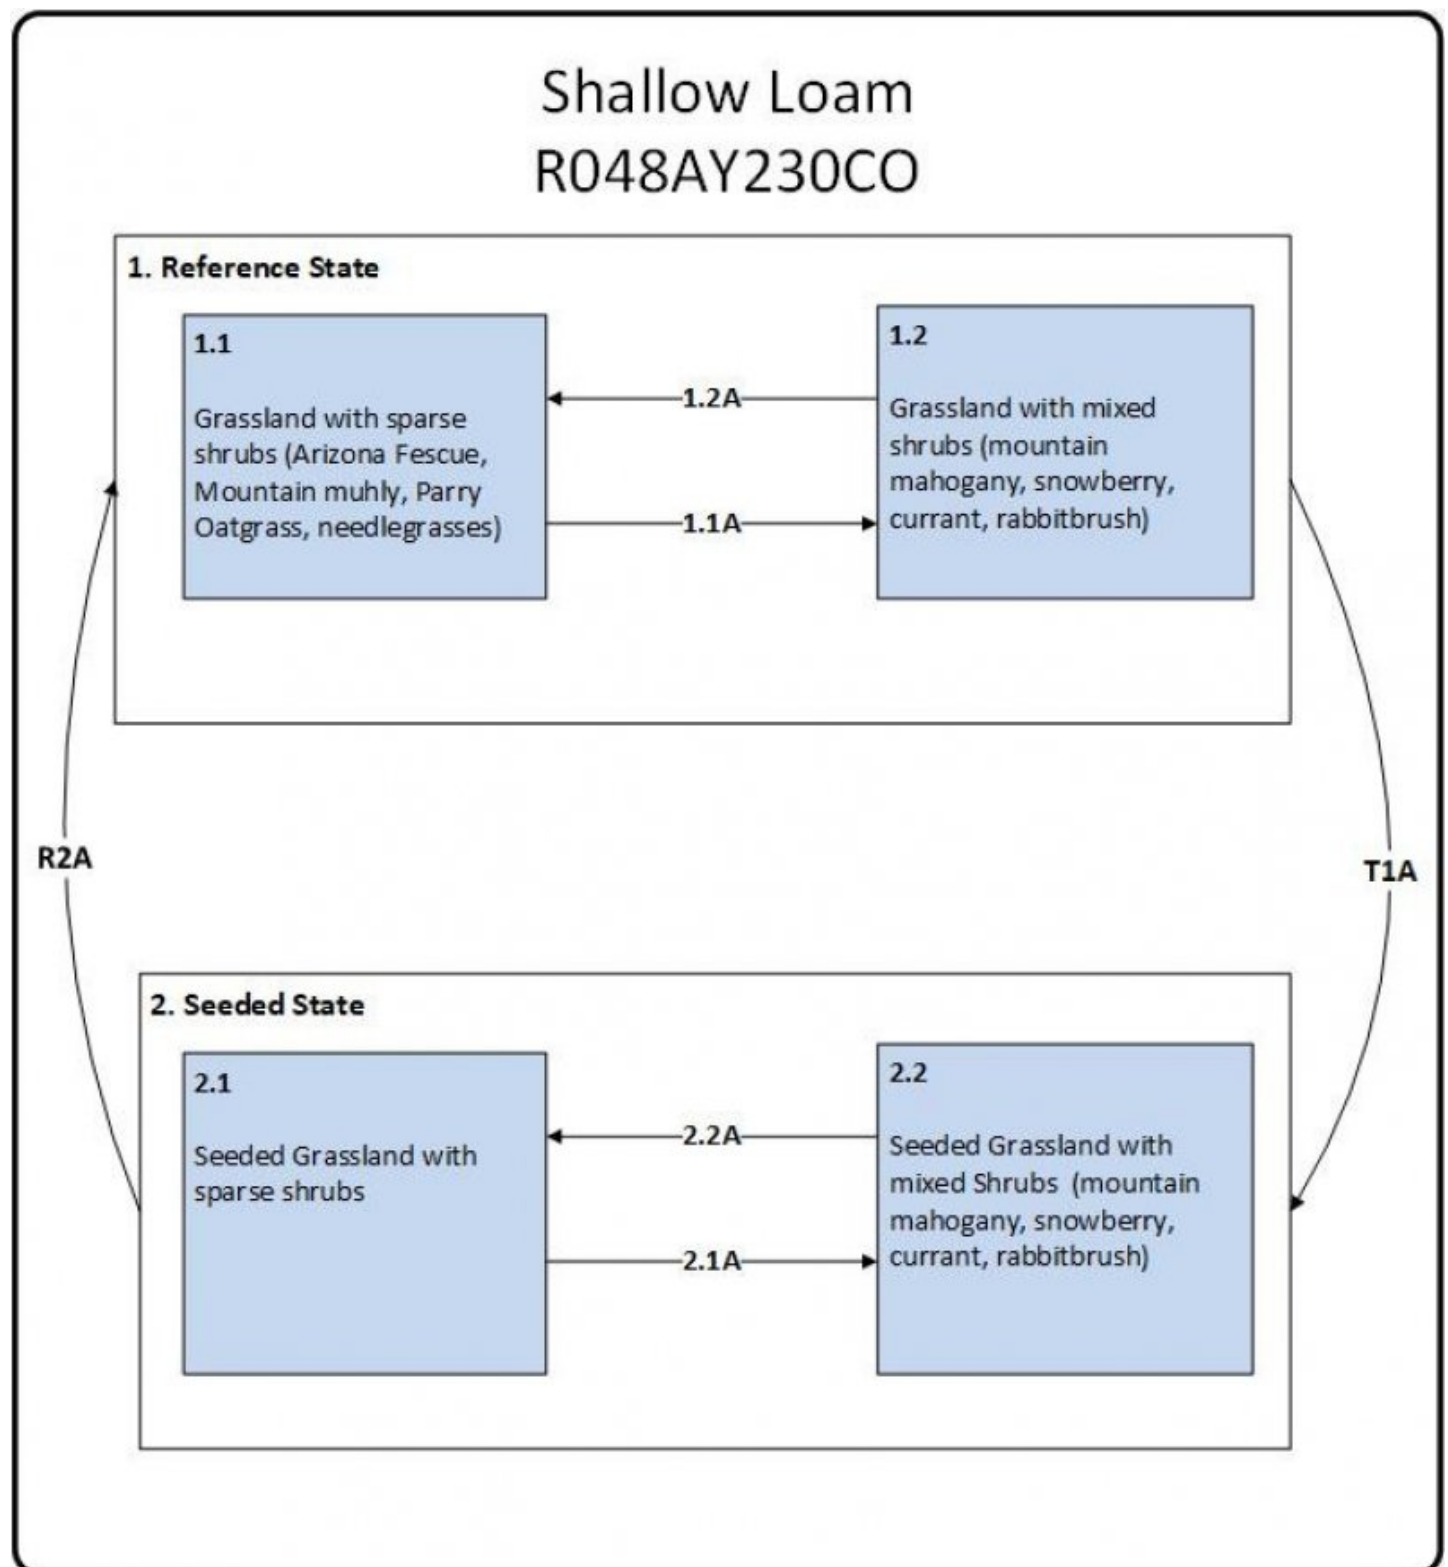 Shallow Loam
R048AY230CO
1. Reference State
1.1
Grassland with sparse
shrubs (Arizona Fescue,
Mountain muhly, Parry
Oatgrass, needlegrasses)
1.2A
1.1A
1.2
Grassland with mixed
shrubs (mountain
mahogany, snowberry,
currant, rabbitbrush)
R2A
T1A
2. Seeded State
2.1
Seeded Grassland with
sparse shrubs
2.2A
2.1A
2.2
Seeded Grassland with
mixed Shrubs (mountain
mahogany, snowberry,
currant, rabbitbrush)